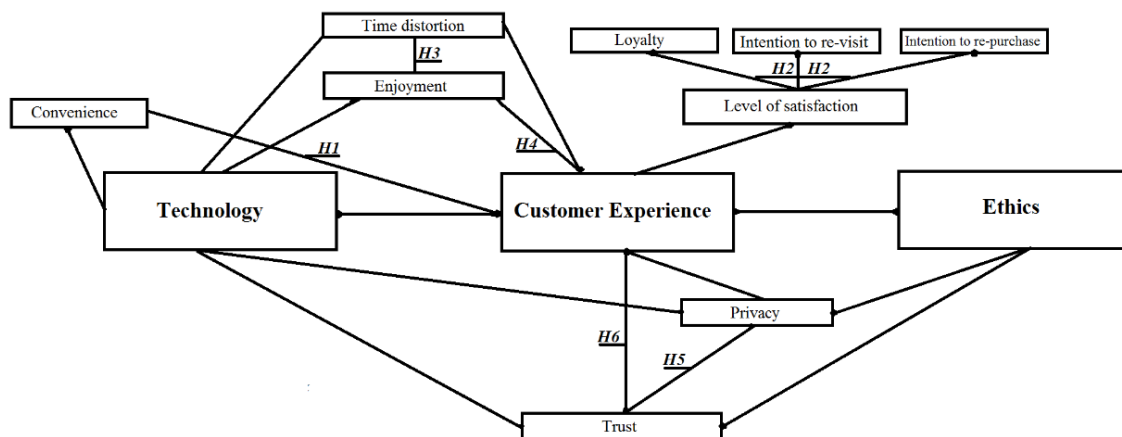 Time distortion
Loyalty
Intention to re-visit
Intention to re-purchase
H3
H2 H2
Enjoyment
Level of satisfaction
Convenience
H1
H4
Technology
Customer Experience
Ethics
Privacy
H6
H5
Trust